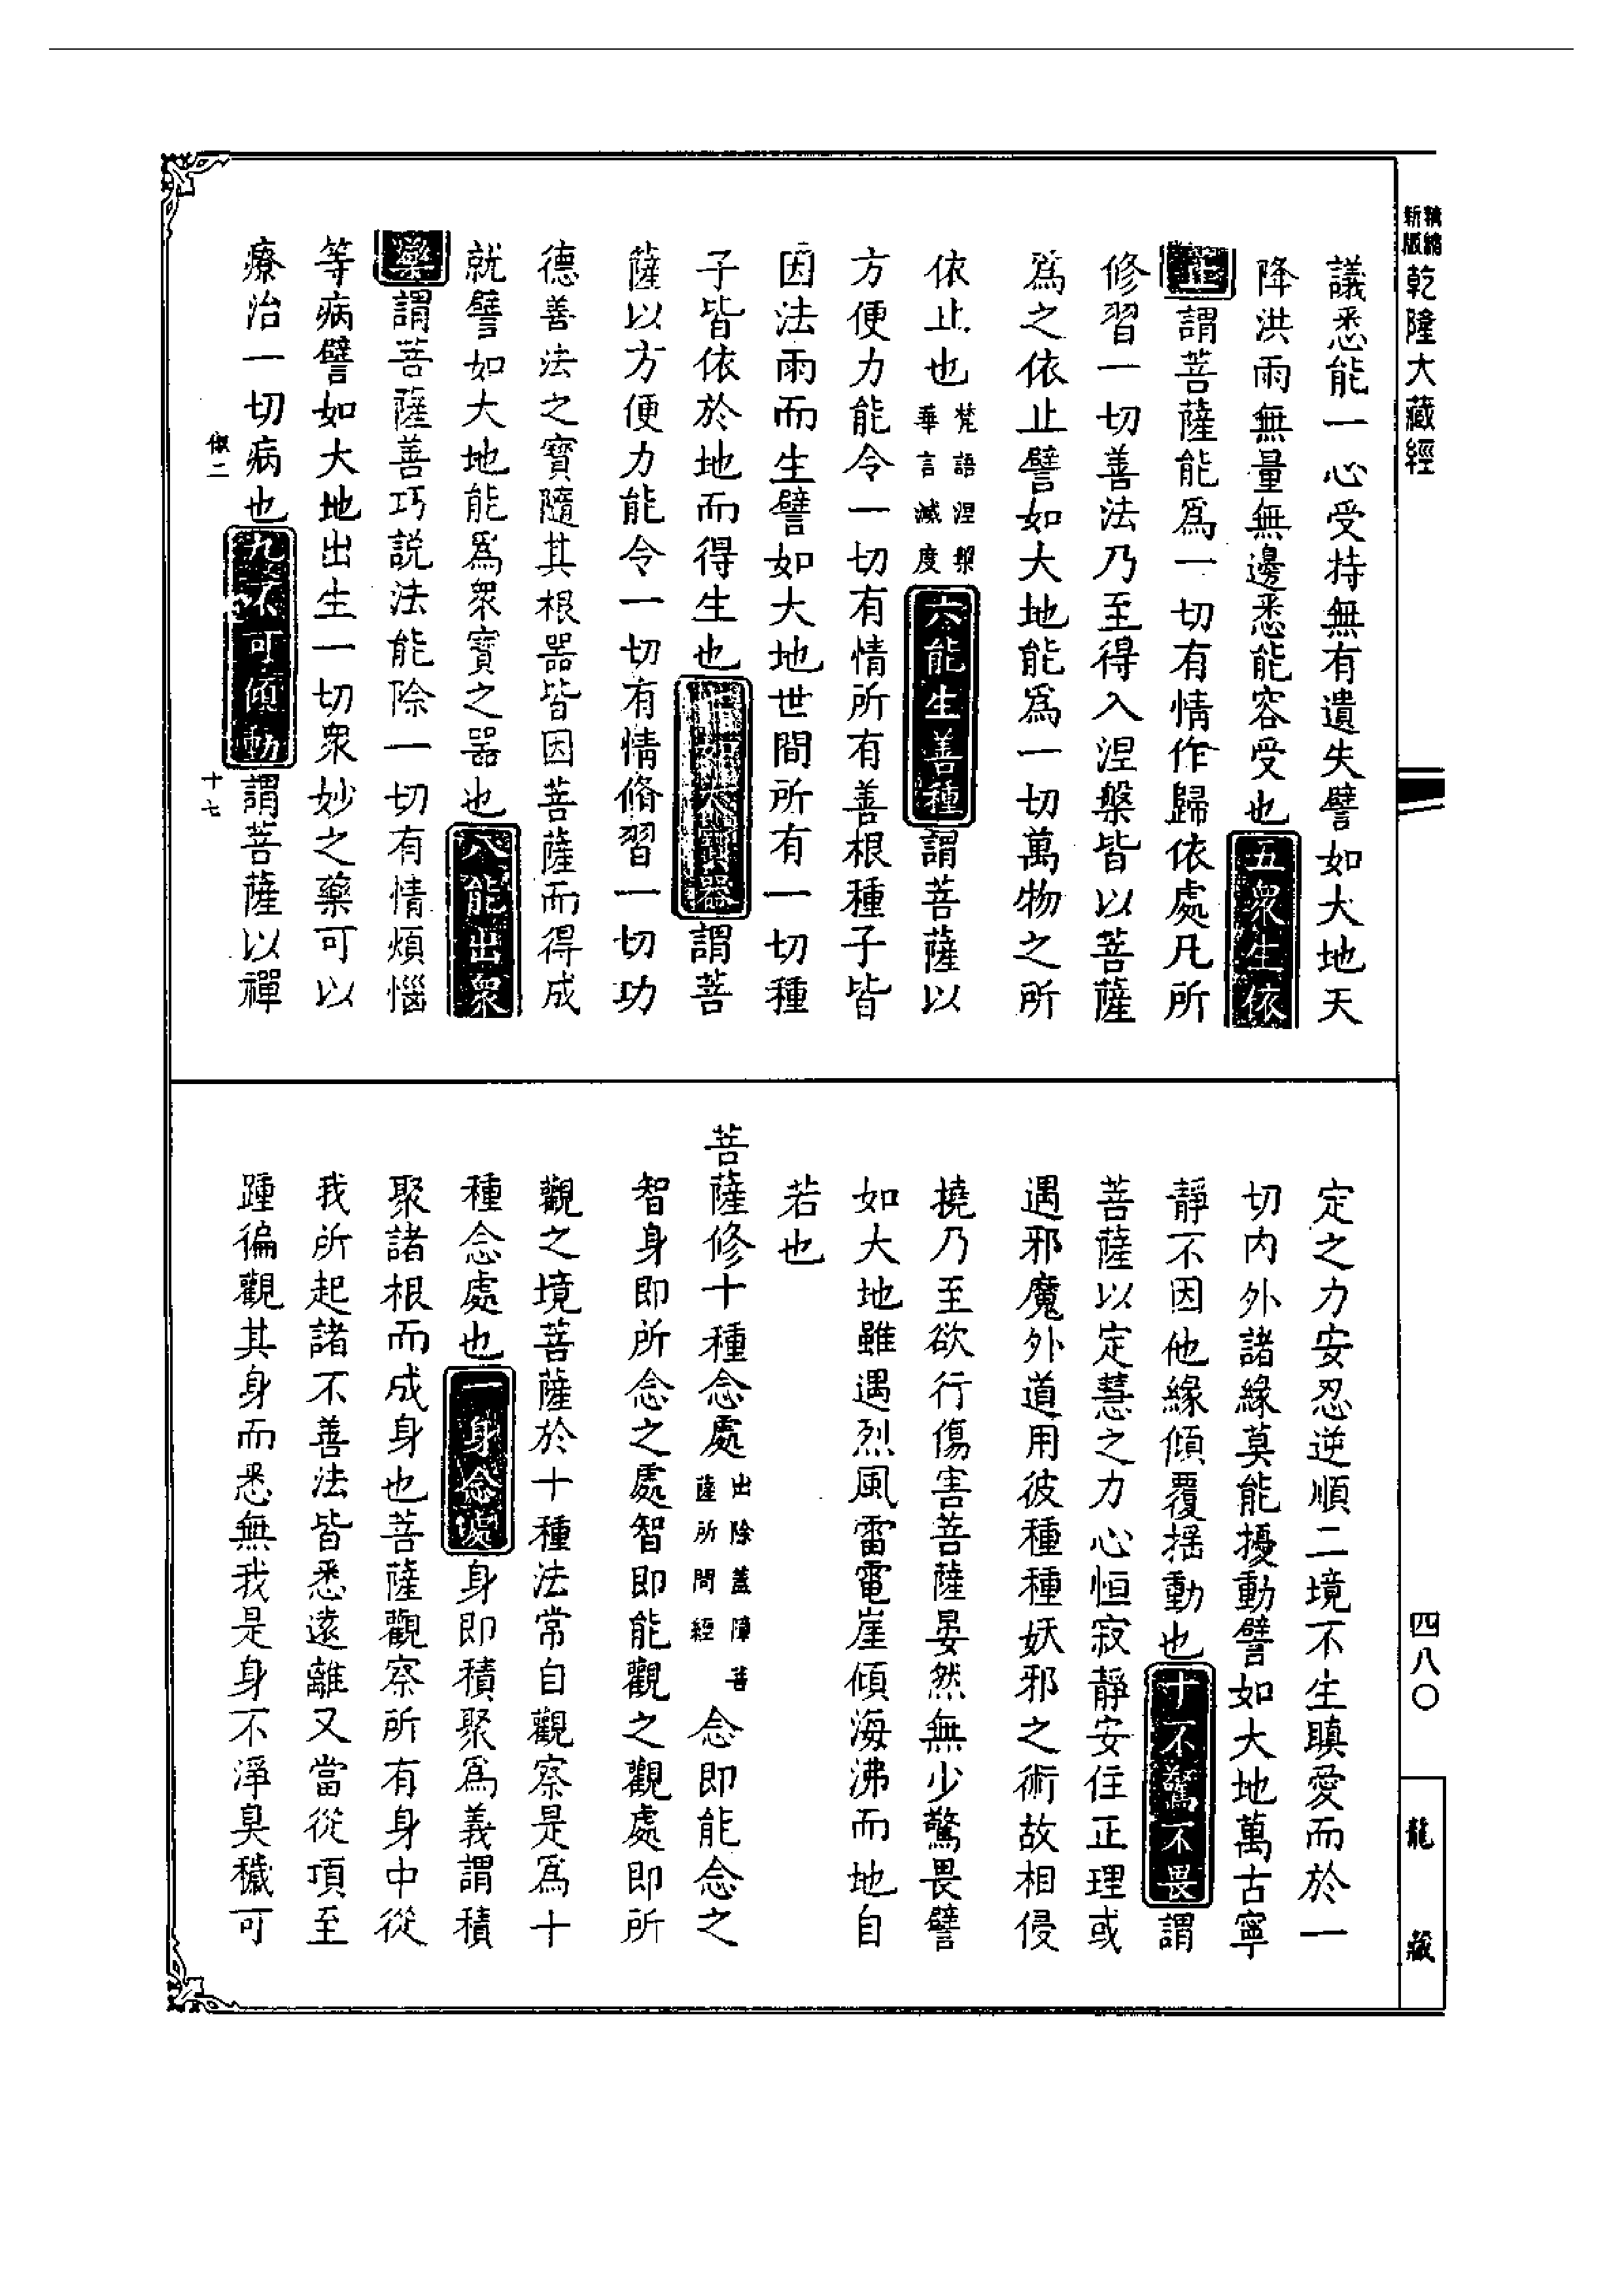 精縮新版乾隆大藏經
議悉能一心受持無有遺失譬如大地天
降洪雨無量無邊悉能容受也五衆生依
止謂菩薩能爲一切有情作歸依處凡所
修習一切善法乃至得入涅槃皆以菩薩
爲之依止譬如大地能爲一切萬物之所
依止也梵語涅槃華言滅度六能生善種謂菩薩以
方便力能令一切有情所有善根種子皆
因法雨而生譬如大地世間所有一切種
子皆依於地而得生也器謂菩
薩以方便力能令一切有情脩習一切功
德善法之寶隨其根器皆因菩薩而得成
就譬如大地能爲衆寶之器也八能出衆
藥謂菩薩善巧説法能除一切有情煩惱
等病譬如大地出生一切衆妙之藥可以
療治一切病也九不可傾動謂菩薩以禪
二
十七
定之力安忍逆順二境不生瞋愛而於一
切内外諸緣莫能擾動譬如大地萬古寧
靜不因他緣傾覆揺動也十不驚不畏謂
菩薩以定慧之力心恒寂靜安住正理或
遇邪魔外道用彼種種妖邪之術故相侵
撓乃至欲行傷害菩薩晏然無少驚畏譬
如大地雖遇烈風雷電崖傾海沸而地自
若也
菩薩修十種念處出除蓋障菩薩所問經念即能念之
智身即所念之處智即能觀之觀處即所
觀之境菩薩於十種法常自觀察是爲十
種念處也一身念處身即積聚爲義謂積
聚諸根而成身也菩薩觀察所有身中從
我所起諸不善法皆悉遠離又當從項至
踵徧觀其身而悉無我是身不淨臭穢可
四八〇
龍藏